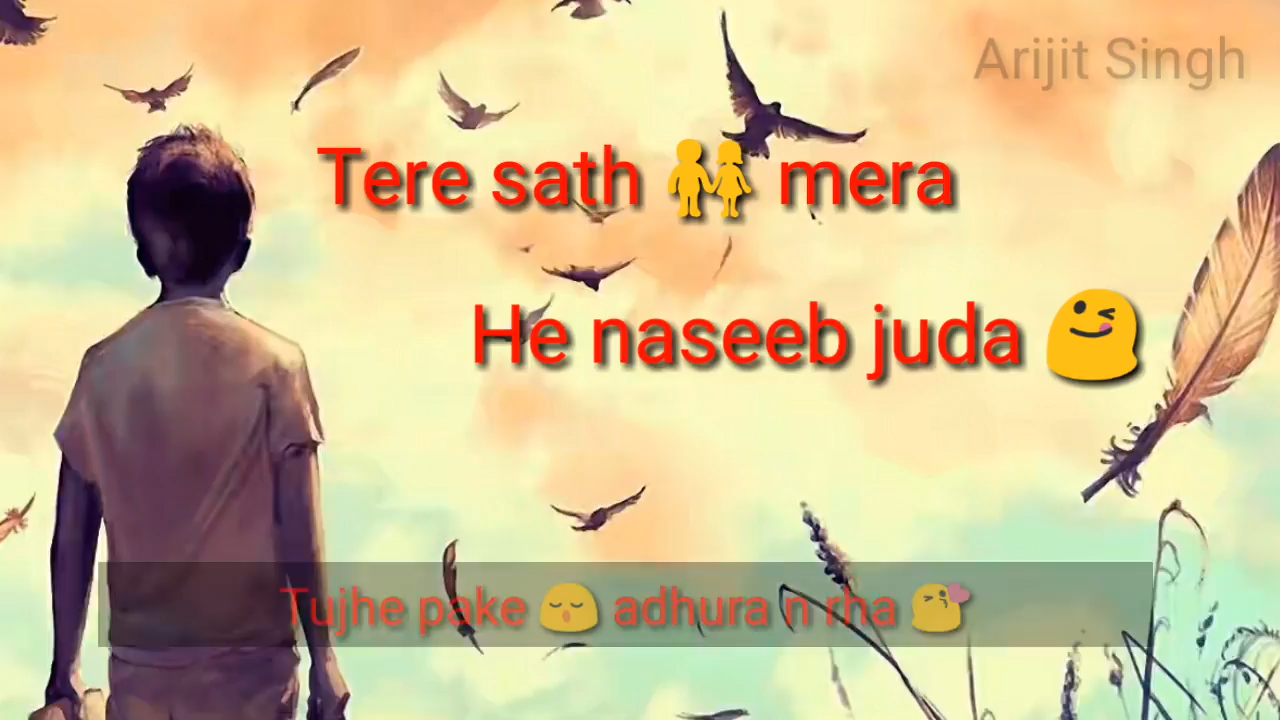 Arijit Singh
Tere sath 👫 mera
He naseeb juda 😜
Tujhe pake 😌 adhura n rha 😘